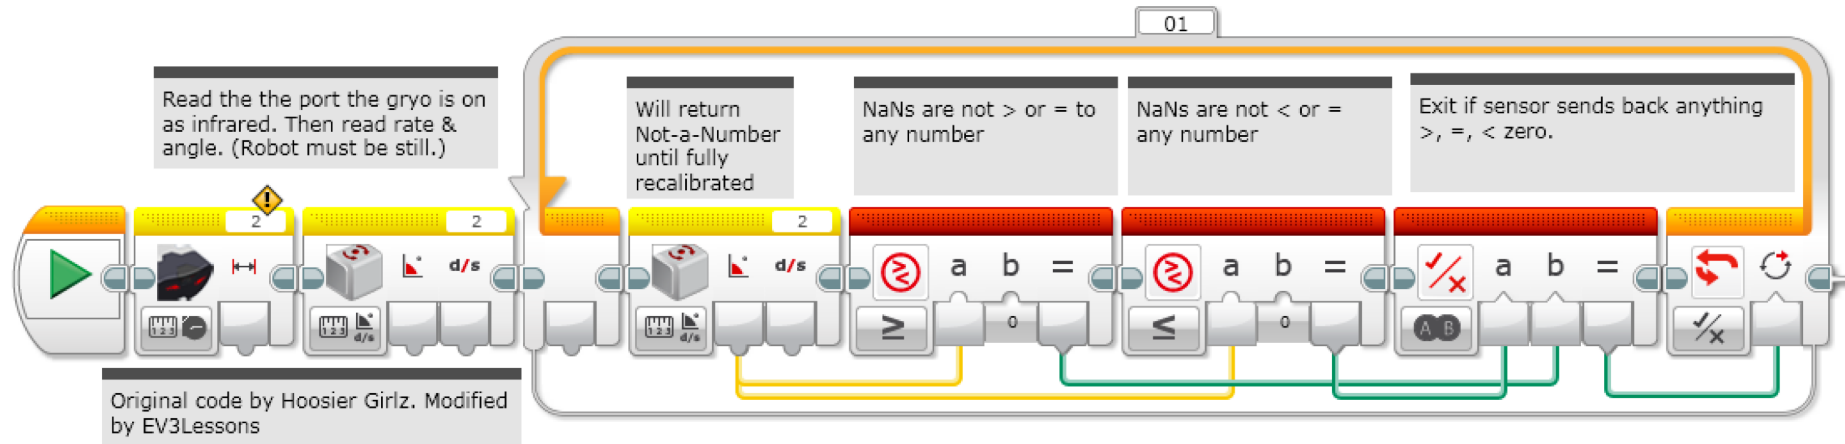 01
Read the the port the gryo is on
as infrared. Then read rate &
angle. (Robot must be still.)
Will return
Not-a-Number
until fully
recalibrated
NaNs are not > or = to
any number
NaNs are not < or =
any number
Exit if sensor sends back anything
>, =, < zero.
!
2
2
2
d/s
d/s
a b =
a b =
a b =
123
123 d/s
123 d/s
≥
0
≤
0
A B
Original code by Hoosier Girlz. Modified
by EV3Lessons